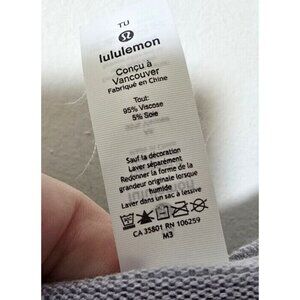 TU
lululemon
Conçu à
Vancouver
Fabriqué en Chine
Tout:
95% Viscose
5% Soie
Sauf la décoration
Laver séparément
Redonner la forme de la
grandeur originale lorsque
humide
Laver dans un sac à lessive
CA 35801 RN 106259
M3